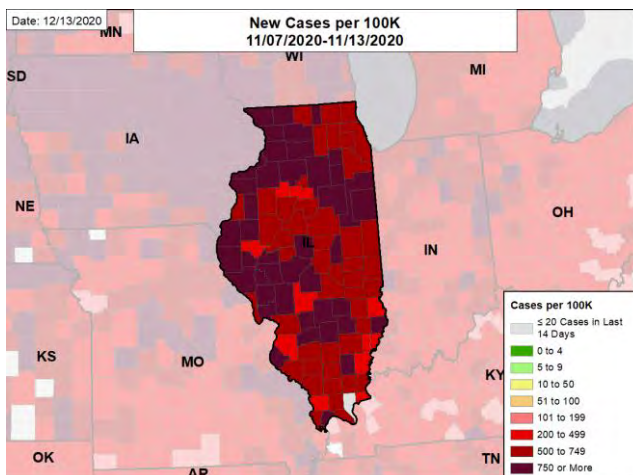 Date: 12/13/2020
New Cases per 100K
11/07/2020-11/13/2020
MN
WI
MI
SD
IA
NE
OH
IL
IN
KS
MO
KY
OK
AR
TN
Cases per 100K
≤ 20 Cases in Last
14 Days
0 to 4
5 to 9
10 to 50
51 to 100
101 to 199
200 to 499
500 to 749
750 or More